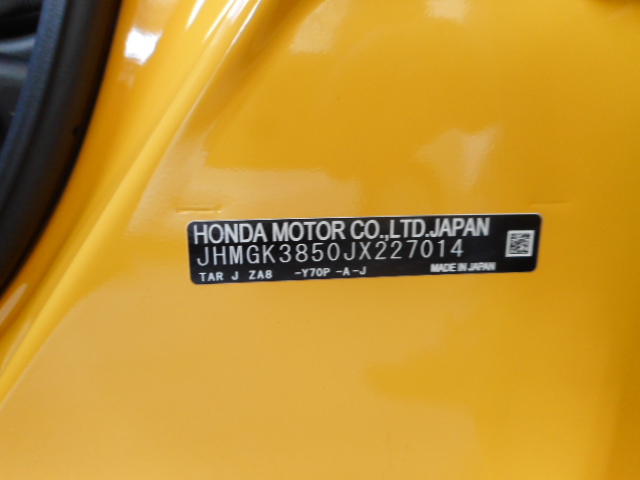 HONDA MOTOR CO.,LTD.JAPAN
JHMGK3850JX227014
TAR J ZA8 -Y70P -A-J MADE IN JAPAN